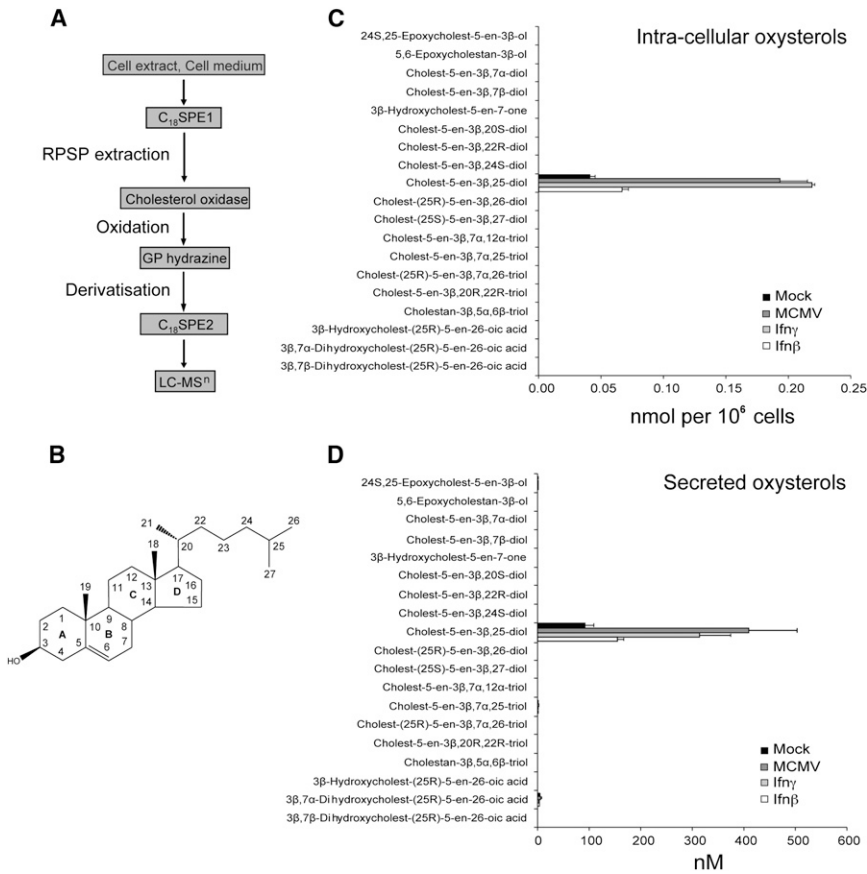 A
Cell extract, Cell medium
C₁₈SPE1
RPSP extraction
Cholesterol oxidase
Oxidation
GP hydrazine
Derivatisation
C₁₈SPE2
LC-MSⁿ
B
21
22
24
26
20
23
25
18
27
17
12
16
19
11
13
C
D
14
15
1
9
2
10
8
A
B
3
5
7
4
6
HO
C
Intra-cellular oxysterols
24S,25-Epoxycholest-5-en-3β-ol
5,6-Epoxycholestan-3β-ol
Cholest-5-en-3β,7α-diol
Cholest-5-en-3β,7β-diol
3β-Hydroxycholest-5-en-7-one
Cholest-5-en-3β,20S-diol
Cholest-5-en-3β,22R-diol
Cholest-5-en-3β,24S-diol
Cholest-5-en-3β,25-diol
Cholest-(25R)-5-en-3β,26-diol
Cholest-(25S)-5-en-3β,27-diol
Cholest-5-en-3β,7α,12α-triol
Cholest-5-en-3β,7α,25-triol
Cholest-(25R)-5-en-3β,7α,26-triol
Cholest-5-en-3β,20R,22R-triol
Cholestan-3β,5α,6β-triol
3β-Hydroxycholest-(25R)-5-en-26-oic acid
3β,7α-Dihydroxycholest-(25R)-5-en-26-oic acid
3β,7β-Dihydroxycholest-(25R)-5-en-26-oic acid
Mock
MCMV
Ifnγ
Ifnβ
0.00 0.05 0.10 0.15 0.20 0.25
nmol per 10⁶ cells
D
Secreted oxysterols
24S,25-Epoxycholest-5-en-3β-ol
5,6-Epoxycholestan-3β-ol
Cholest-5-en-3β,7α-diol
Cholest-5-en-3β,7β-diol
3β-Hydroxycholest-5-en-7-one
Cholest-5-en-3β,20S-diol
Cholest-5-en-3β,22R-diol
Cholest-5-en-3β,24S-diol
Cholest-5-en-3β,25-diol
Cholest-(25R)-5-en-3β,26-diol
Cholest-(25S)-5-en-3β,27-diol
Cholest-5-en-3β,7α,12α-triol
Cholest-5-en-3β,7α,25-triol
Cholest-(25R)-5-en-3β,7α,26-triol
Cholest-5-en-3β,20R,22R-triol
Cholestan-3β,5α,6β-triol
3β-Hydroxycholest-(25R)-5-en-26-oic acid
3β,7α-Dihydroxycholest-(25R)-5-en-26-oic acid
3β,7β-Dihydroxycholest-(25R)-5-en-26-oic acid
Mock
MCMV
Ifnγ
Ifnβ
0 100 200 300 400 500 600
nM